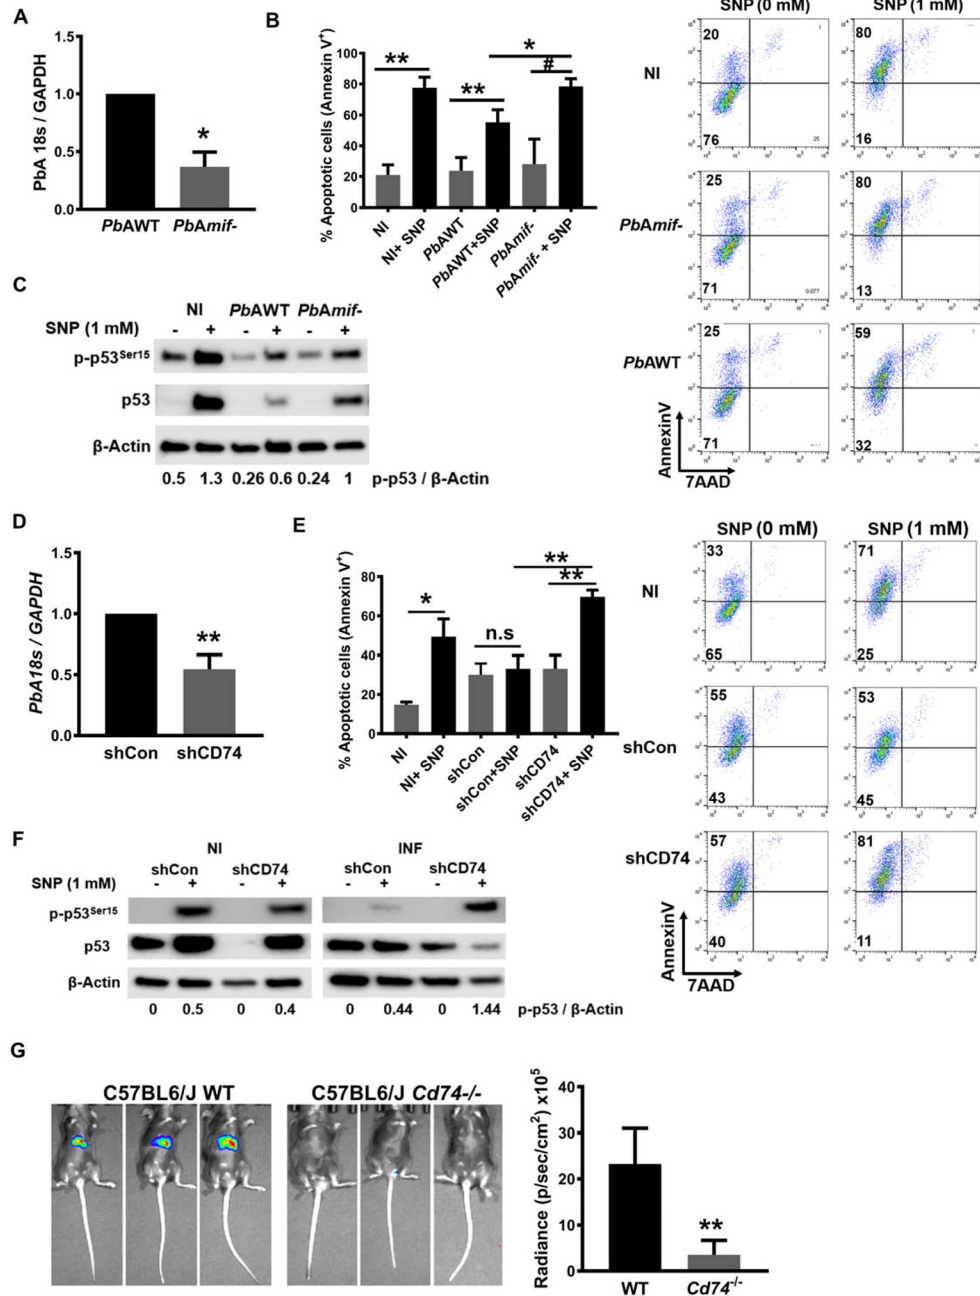 A
PbA 18s / GAPDH
1.5
1.0
0.5
0.0
*
PbAWT PbAmif-
B
% Apoptotic cells (Annexin V+)
100
80
60
40
20
0
** ** * #
NI NI+ SNP PbAWT PbAWT+SNP PbAmif- PbAmif- + SNP
SNP (0 mM) SNP (1 mM)
NI
20 80
76 16
PbAmif-
25 80
71 13
PbAWT
25 59
71 32
AnnexinV
7AAD
C
NI PbAWT PbAmif-
SNP (1 mM) - + - + - +
p-p53Ser15
p53
β-Actin
0.5 1.3 0.26 0.6 0.24 1 p-p53 / β-Actin
D
PbA18s / GAPDH
1.5
1.0
0.5
0.0
**
shCon shCD74
E
% Apoptotic cells (Annexin V+)
80
60
40
20
0
* n.s ** **
NI NI+ SNP shCon shCon+SNP shCD74 shCD74+ SNP
SNP (0 mM) SNP (1 mM)
NI
33 71
65 25
shCon
55 53
43 45
shCD74
57 81
40 11
AnnexinV
7AAD
F
NI INF
shCon shCD74 shCon shCD74
SNP (1 mM) - + - + - + - +
p-p53Ser15
p53
β-Actin
0 0.5 0 0.4 0 0.44 0 1.44 p-p53 / β-Actin
G
C57BL6/J WT C57BL6/J Cd74-/-
Radiance (p/sec/cm2) x105
40
30
20
10
0
**
WT Cd74-/-